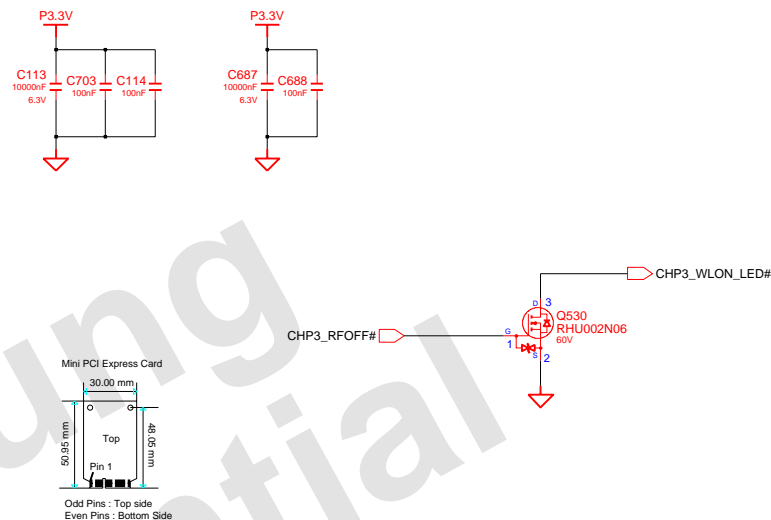 P3.3V
P3.3V
C113
10000nF
6.3V
C703
100nF
C114
100nF
C687
10000nF
6.3V
C688
100nF
CHP3_WLON_LED#
D 3
Q530
RHU002N06
60V
CHP3_RFOFF#
G
1
S
2
Mini PCI Express Card
30.00 mm
50.95 mm
48.05 mm
Top
Pin 1
Odd Pins : Top side
Even Pins : Bottom Side
ung
ential